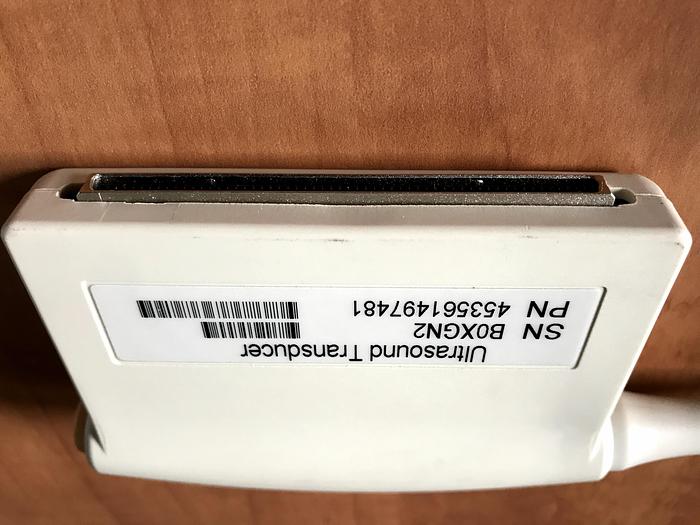 Ultrasound Transducer
SN B0XGN2
PN 453561497481